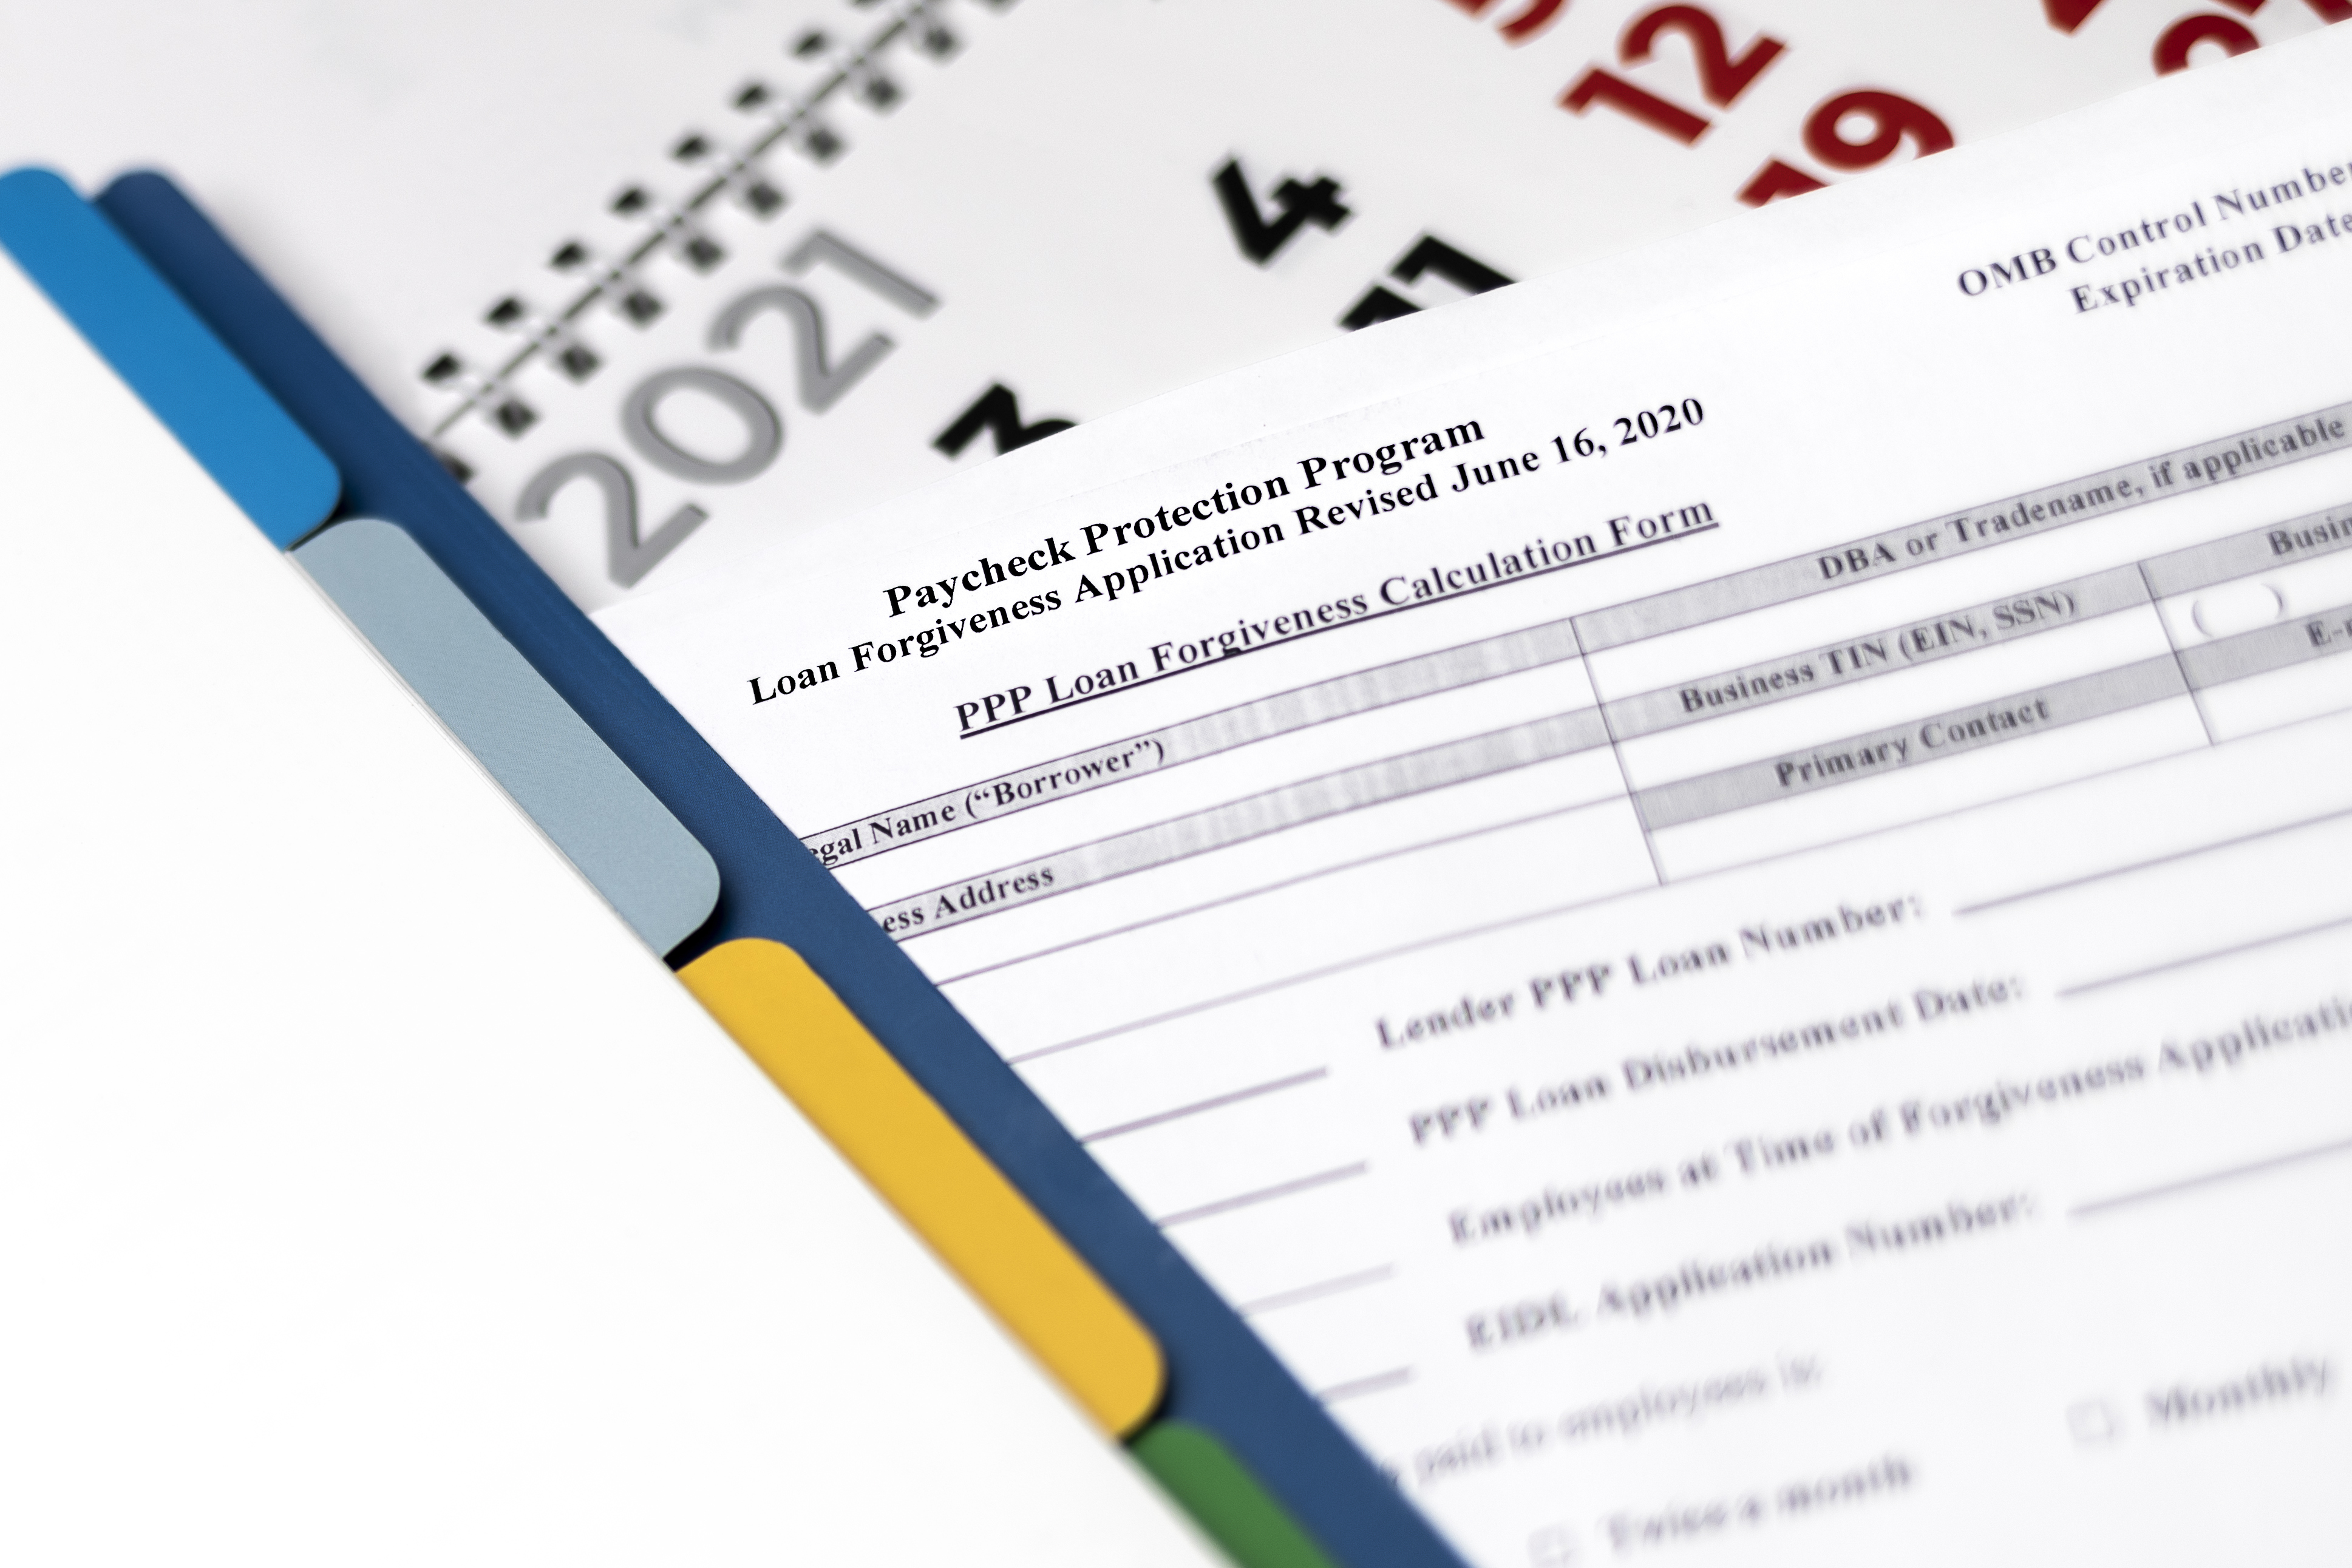 2021
4
11
3
12
19
OMB Control Number
Expiration Date
Paycheck Protection Program
Loan Forgiveness Application Revised June 16, 2020
PPP Loan Forgiveness Calculation Form
egal Name (“Borrower”)
DBA or Tradename, if applicable
ess Address
Business TIN (EIN, SSN)
Busin
( )
Primary Contact
E-
Lender PPP Loan Number:
PPP Loan Disbursement Date:
Employees at Time of Forgiveness Applicati
EIDL Application Number:
paid to employees is:
Monthly
Twice a month